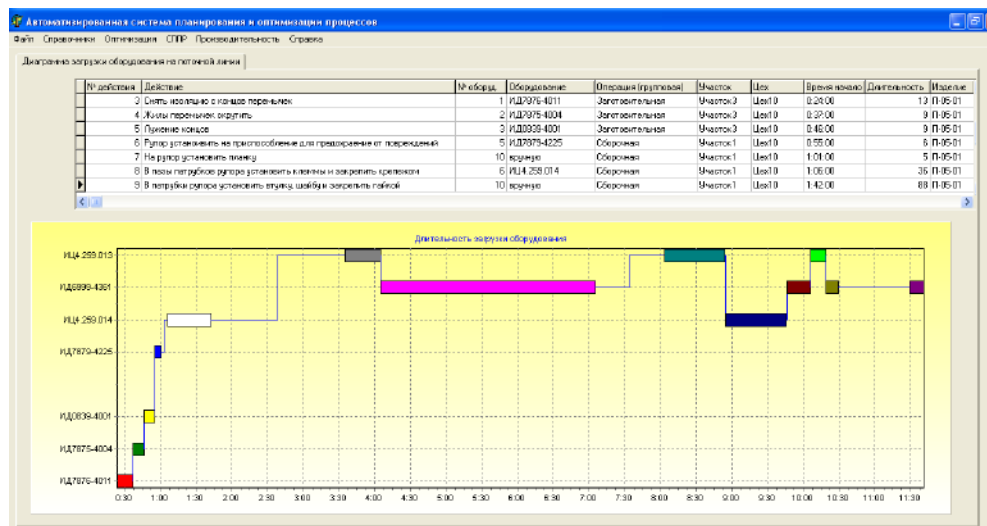 Автоматизированная система планирования и оптимизации процессов
Файл Справочники Оптимизация СППР Производительность Справка
Диаграмма загрузки оборудования на поточной линии
№ действия Действие № оборуд. Оборудование Операция (групповая) Участок Цех Время начало Длительность Изделие
3 Снять изоляцию с концов перемычек 1 ИД7876-4011 Заготовительная Участок3 Цех10 0:24:00 13 П-05-01
4 Жилы перемычек скрутить 2 ИД7875-4004 Заготовительная Участок3 Цех10 0:37:00 9 П-05-01
5 Лужение концов 3 ИД0839-4001 Заготовительная Участок3 Цех10 0:46:00 9 П-05-01
6 Рупор установить на приспособление для предохранение от повреждений 5 ИД7879-4225 Сборочная Участок1 Цех10 0:55:00 6 П-05-01
7 На рупор установить планку 10 вручную Сборочная Участок1 Цех10 1:01:00 5 П-05-01
8 В пазы патрубков рупора установить клеммы и закрепить крепежом 6 ИЦ4.259.014 Сборочная Участок1 Цех10 1:06:00 36 П-05-01
9 В патрубки рупора установить втулку, шайбу и закрепить гайкой 10 вручную Сборочная Участок1 Цех10 1:42:00 88 П-05-01
Длительность загрузки оборудования
ИЦ4.259.013
ИД6999-4361
ИЦ4.259.014
ИД7879-4225
ИД0839-4001
ИД7875-4004
ИД7876-4011
0:30 1:00 1:30 2:00 2:30 3:00 3:30 4:00 4:30 5:00 5:30 6:00 6:30 7:00 7:30 8:00 8:30 9:00 9:30 10:00 10:30 11:00 11:30